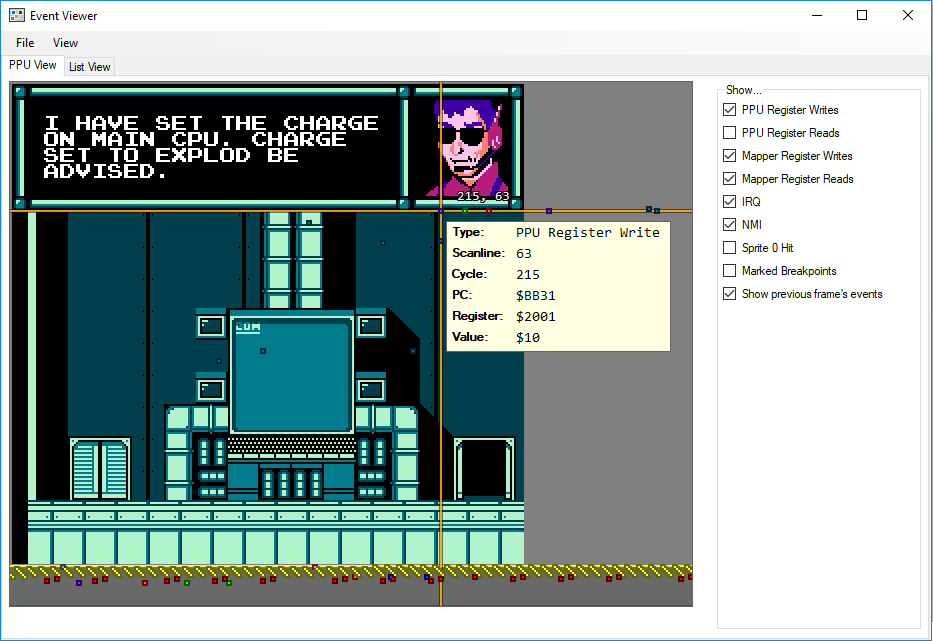 Event Viewer
File View
PPU View List View
I HAVE SET THE CHARGE
ON MAIN CPU. CHARGE
SET TO EXPLOD BE
ADVISED.
215, 63
Type: PPU Register Write
Scanline: 63
Cycle: 215
PC: $BB31
Register: $2001
Value: $10
COM
Show...
PPU Register Writes
PPU Register Reads
Mapper Register Writes
Mapper Register Reads
IRQ
NMI
Sprite 0 Hit
Marked Breakpoints
Show previous frame's events